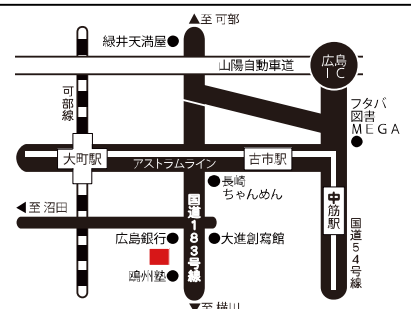 ▲至 可部
緑井天満屋●
山陽自動車道
広島
IC
可部線
フタバ
図書
MEGA
大町駅
アストラムライン
古市駅
●長崎
ちゃんめん
中筋駅
◀至 沼田
国道183号線
国道54号線
広島銀行●
●大進創寫館
鴎州塾●
▼至 横川